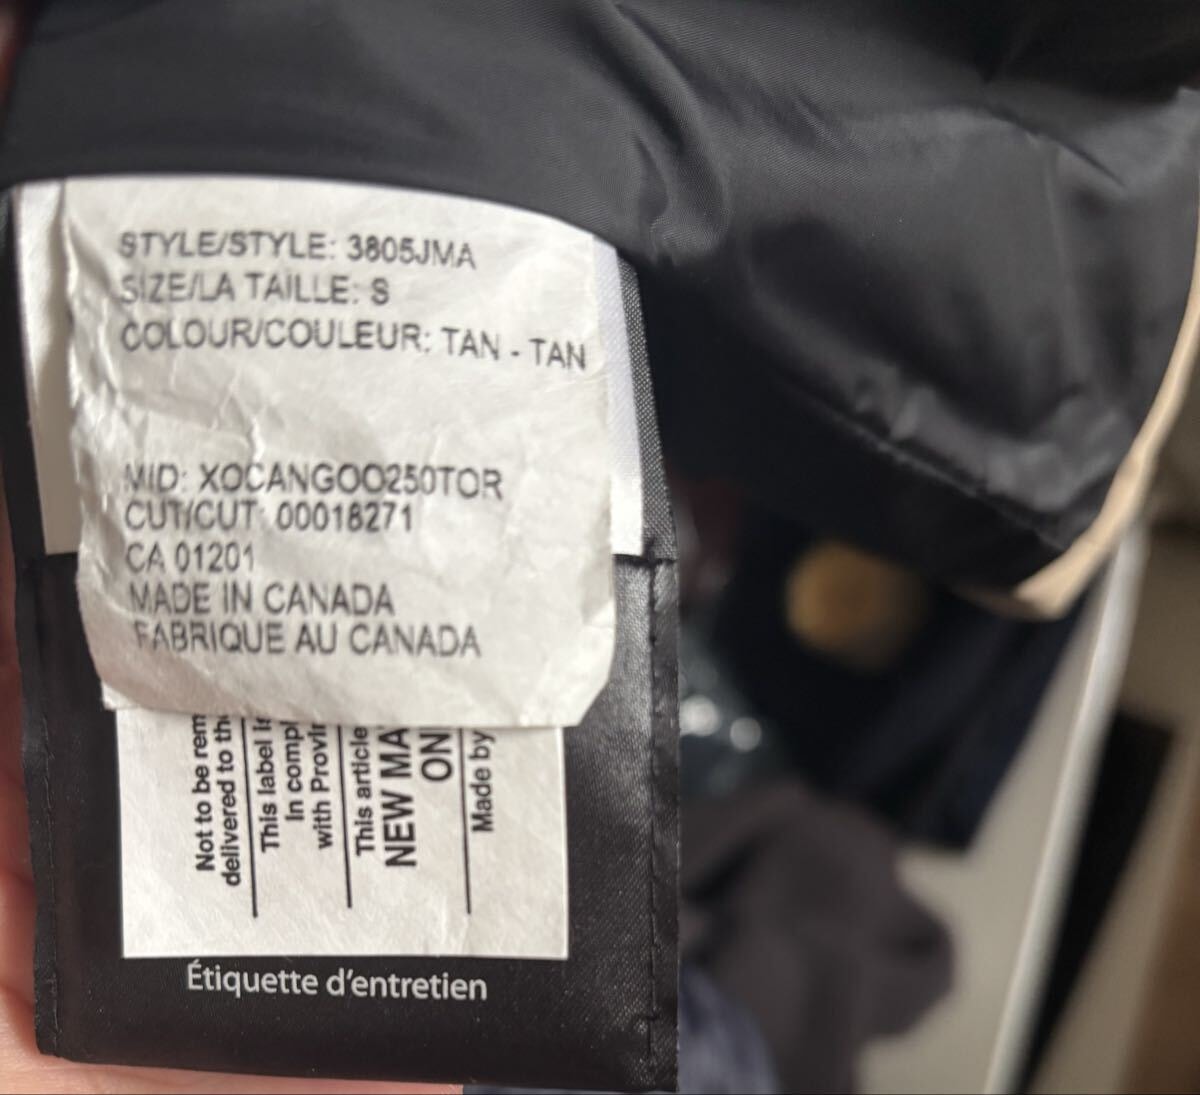 STYLE/STYLE: 3805JMA
SIZE/LA TAILLE: S
COLOUR/COULEUR: TAN - TAN
MID: XOCANGOO250TOR
CUT/CUT: 00018271
CA 01201
MADE IN CANADA
FABRIQUE AU CANADA
Not to be rem
delivered to the
This label i
In compl
with Provin
This article
NEW MA
ON
Made by
Étiquette d'entretien